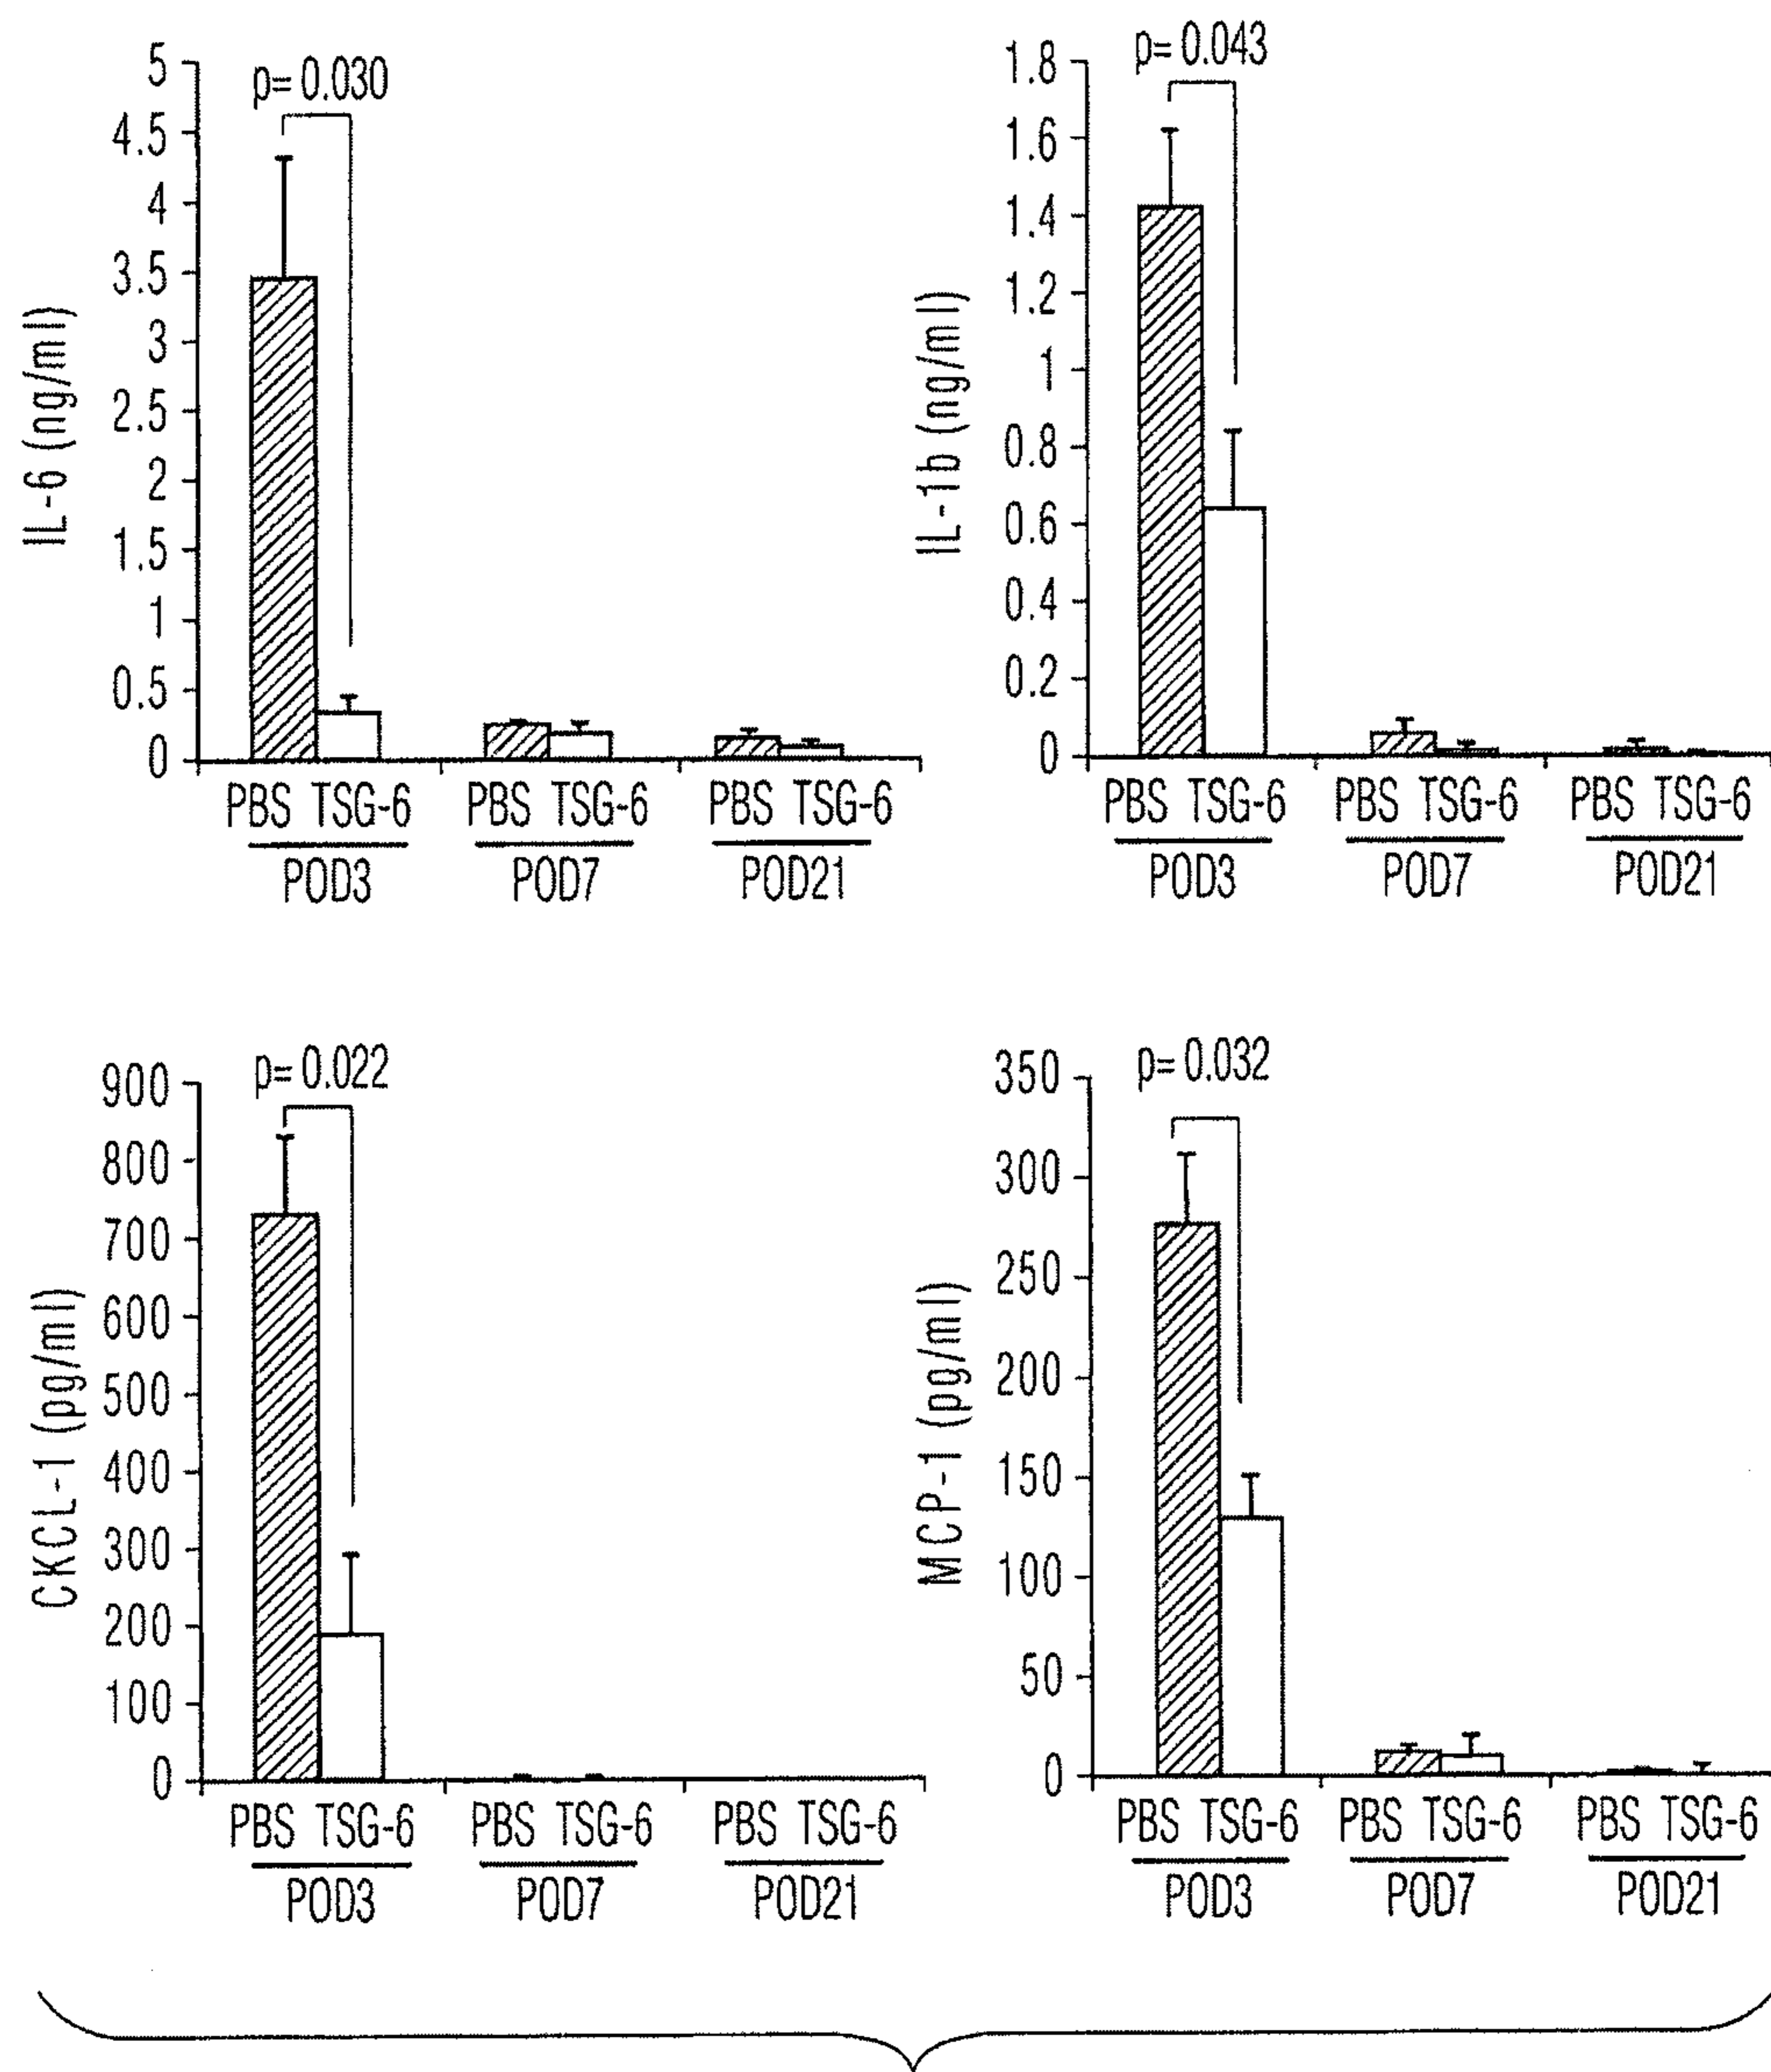 p= 0.030
5
4.5
4
3.5
3
2.5
2
1.5
1
0.5
0
IL-6 (ng/ml)
PBS TSG-6 PBS TSG-6 PBS TSG-6
POD3 POD7 POD21
p= 0.043
1.8
1.6
1.4
1.2
1
0.8
0.6
0.4
0.2
0
IL-1b (ng/ml)
PBS TSG-6 PBS TSG-6 PBS TSG-6
POD3 POD7 POD21
p= 0.022
900
800
700
600
500
400
300
200
100
0
CKCL-1 (pg/ml)
PBS TSG-6 PBS TSG-6 PBS TSG-6
POD3 POD7 POD21
p= 0.032
350
300
250
200
150
100
50
0
MCP-1 (pg/ml)
PBS TSG-6 PBS TSG-6 PBS TSG-6
POD3 POD7 POD21